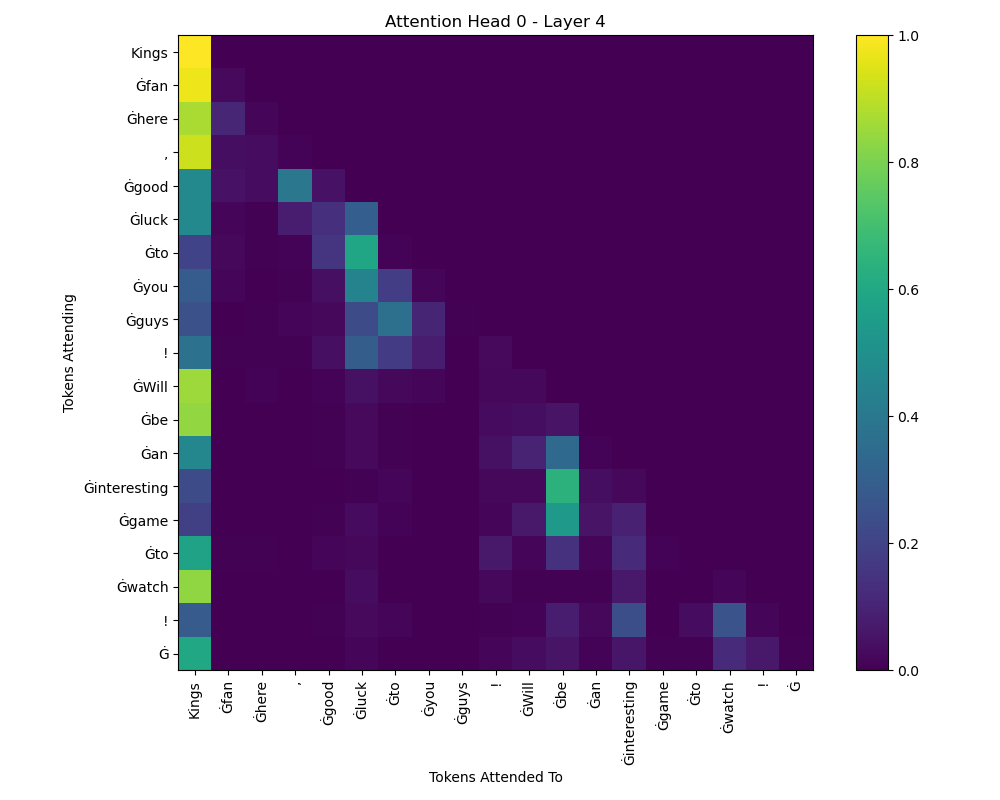 Attention Head 0 - Layer 4
Tokens Attending
Kings
Ġfan
Ġhere
,
Ġgood
Ġluck
Ġto
Ġyou
Ġguys
!
ĠWill
Ġbe
Ġan
Ġinteresting
Ġgame
Ġto
Ġwatch
!
Ġ
Kings
Ġfan
Ġhere
,
Ġgood
Ġluck
Ġto
Ġyou
Ġguys
!
ĠWill
Ġbe
Ġan
Ġinteresting
Ġgame
Ġto
Ġwatch
!
Ġ
Tokens Attended To
1.0
0.8
0.6
0.4
0.2
0.0